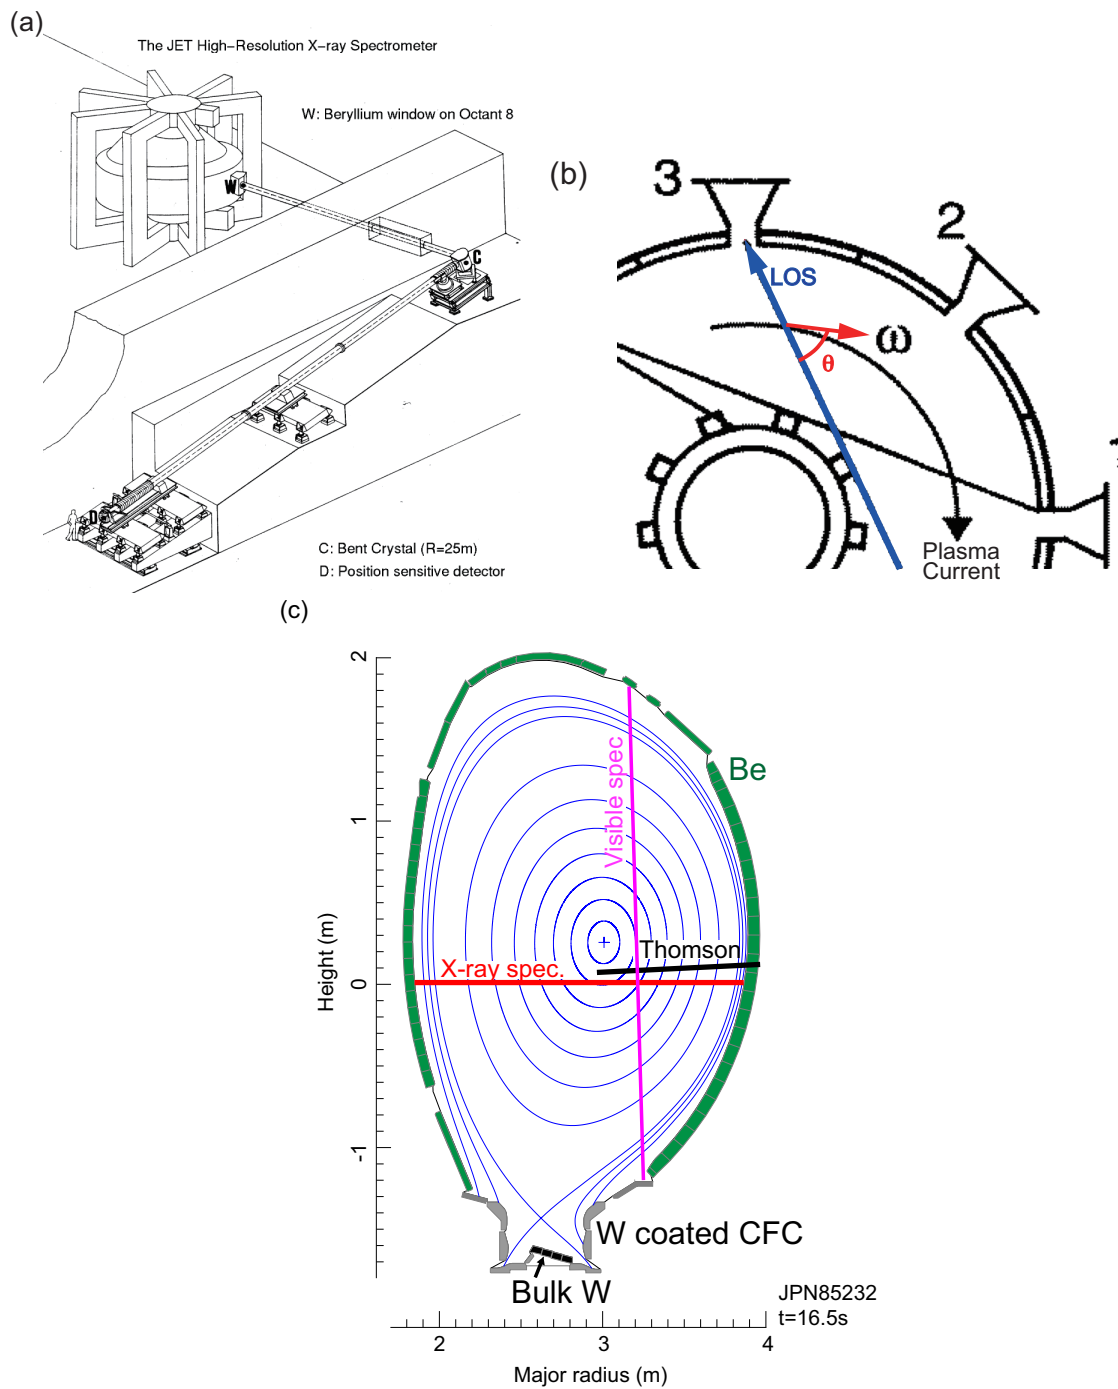 (a)
The JET High-Resolution X-ray Spectrometer
W: Beryllium window on Octant 8
W
C
D
C: Bent Crystal (R=25m)
D: Position sensitive detector
(b)
3
2
LOS
ω
θ
Plasma
Current
(c)
2
1
0
-1
Height (m)
Visible spec
Be
Thomson
X-ray spec.
W coated CFC
Bulk W
JPN85232
t=16.5s
2
3
4
Major radius (m)